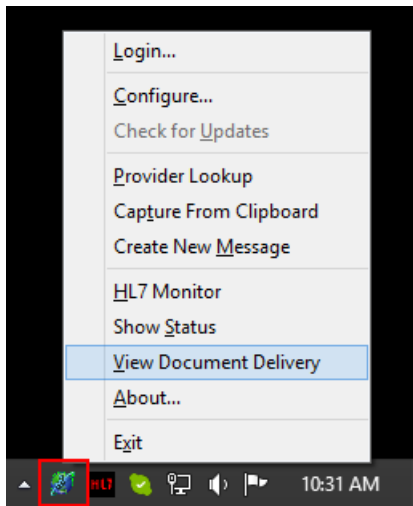 Login...
Configure...
Check for Updates
Provider Lookup
Capture From Clipboard
Create New Message
HL7 Monitor
Show Status
View Document Delivery
About...
Exit
HL7 10:31 AM